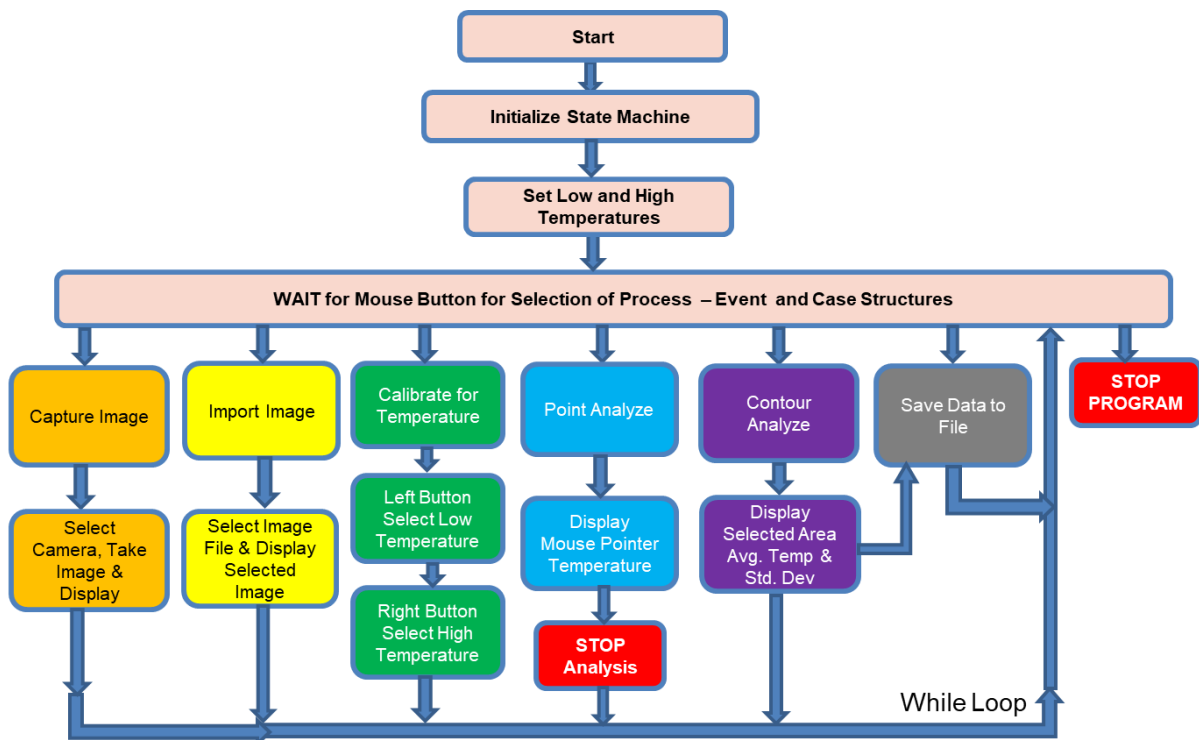 Start
Initialize State Machine
Set Low and High
Temperatures
WAIT for Mouse Button for Selection of Process – Event and Case Structures
Capture Image
Import Image
Calibrate for
Temperature
Point Analyze
Contour
Analyze
Save Data to
File
STOP
PROGRAM
Select
Camera, Take
Image &
Display
Select Image
File & Display
Selected
Image
Left Button
Select Low
Temperature
Display
Mouse Pointer
Temperature
Display
Selected Area
Avg. Temp &
Std. Dev
Right Button
Select High
Temperature
STOP
Analysis
While Loop